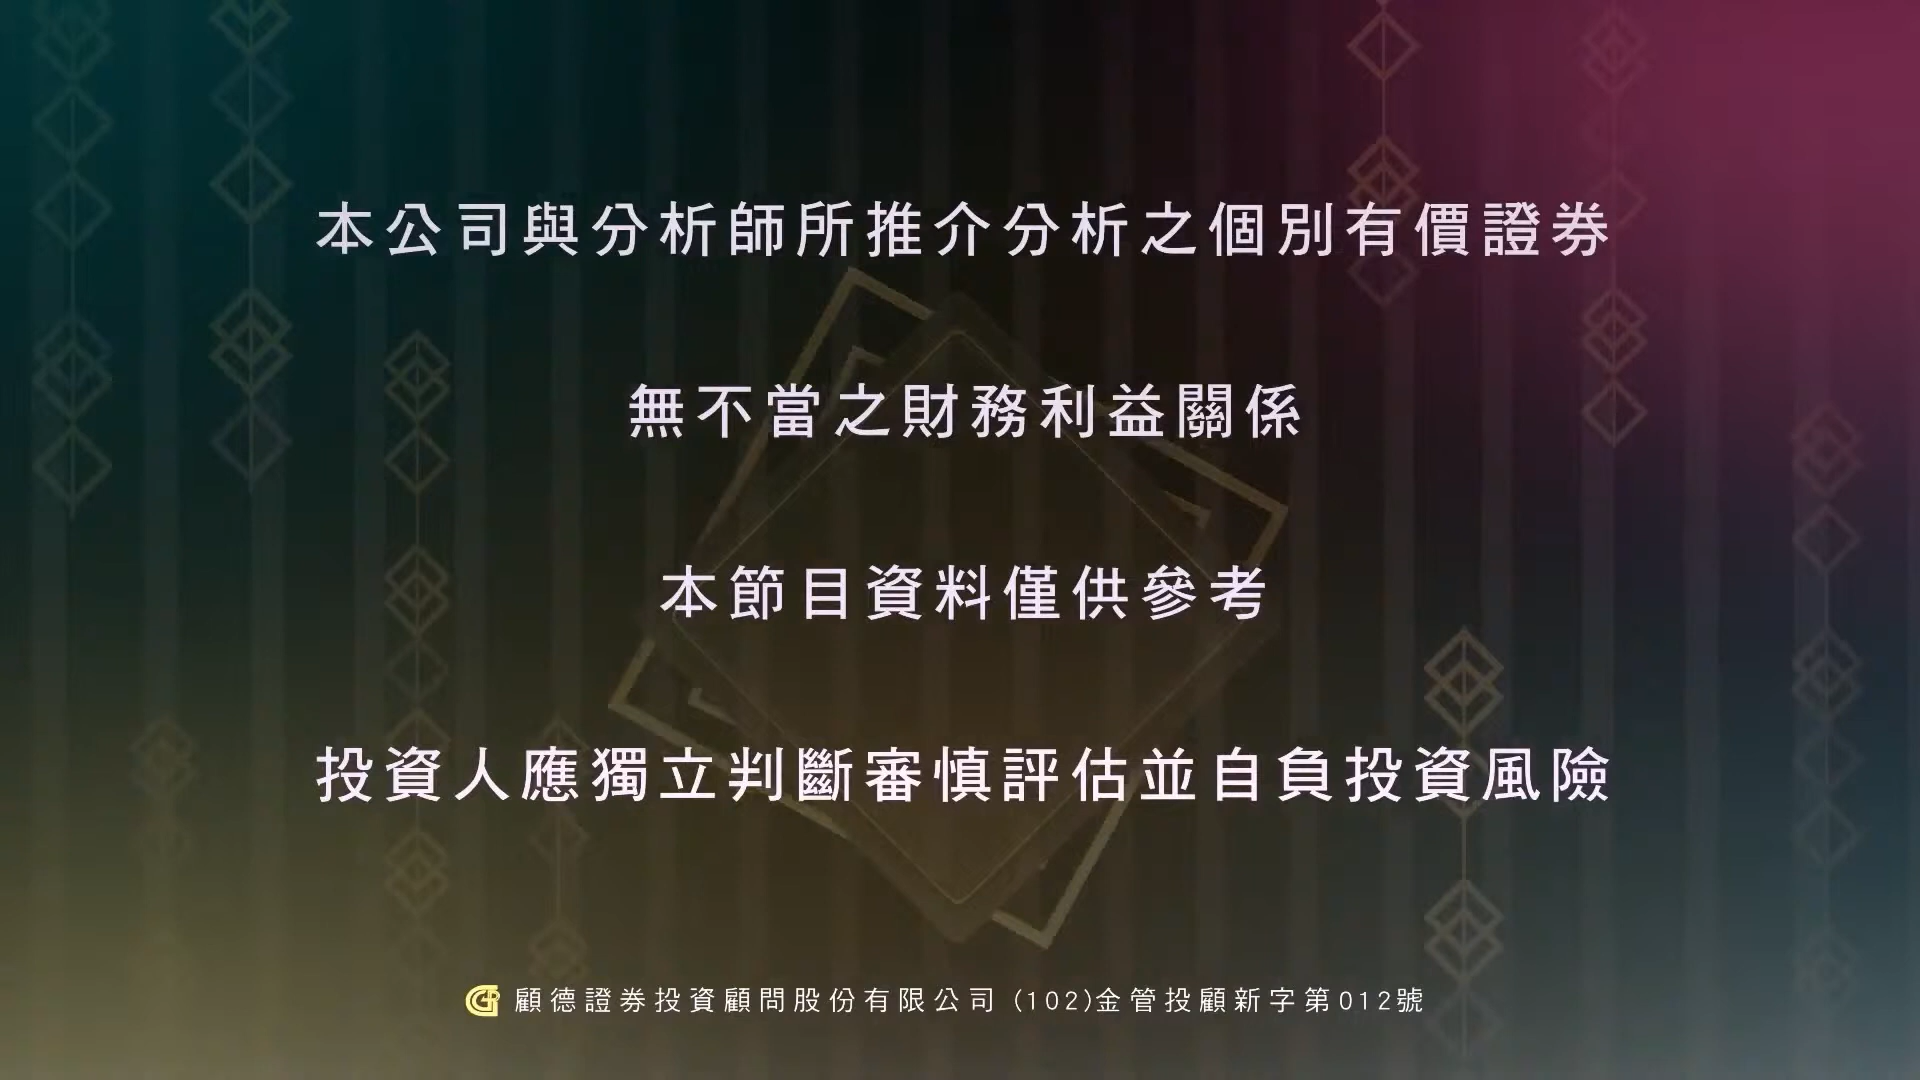 本公司與分析師所推介分析之個別有價證券
無不當之財務利益關係
本節目資料僅供參考
投資人應獨立判斷審慎評估並自負投資風險
顧德證券投資顧問股份有限公司 (102)金管投顧新字第012號